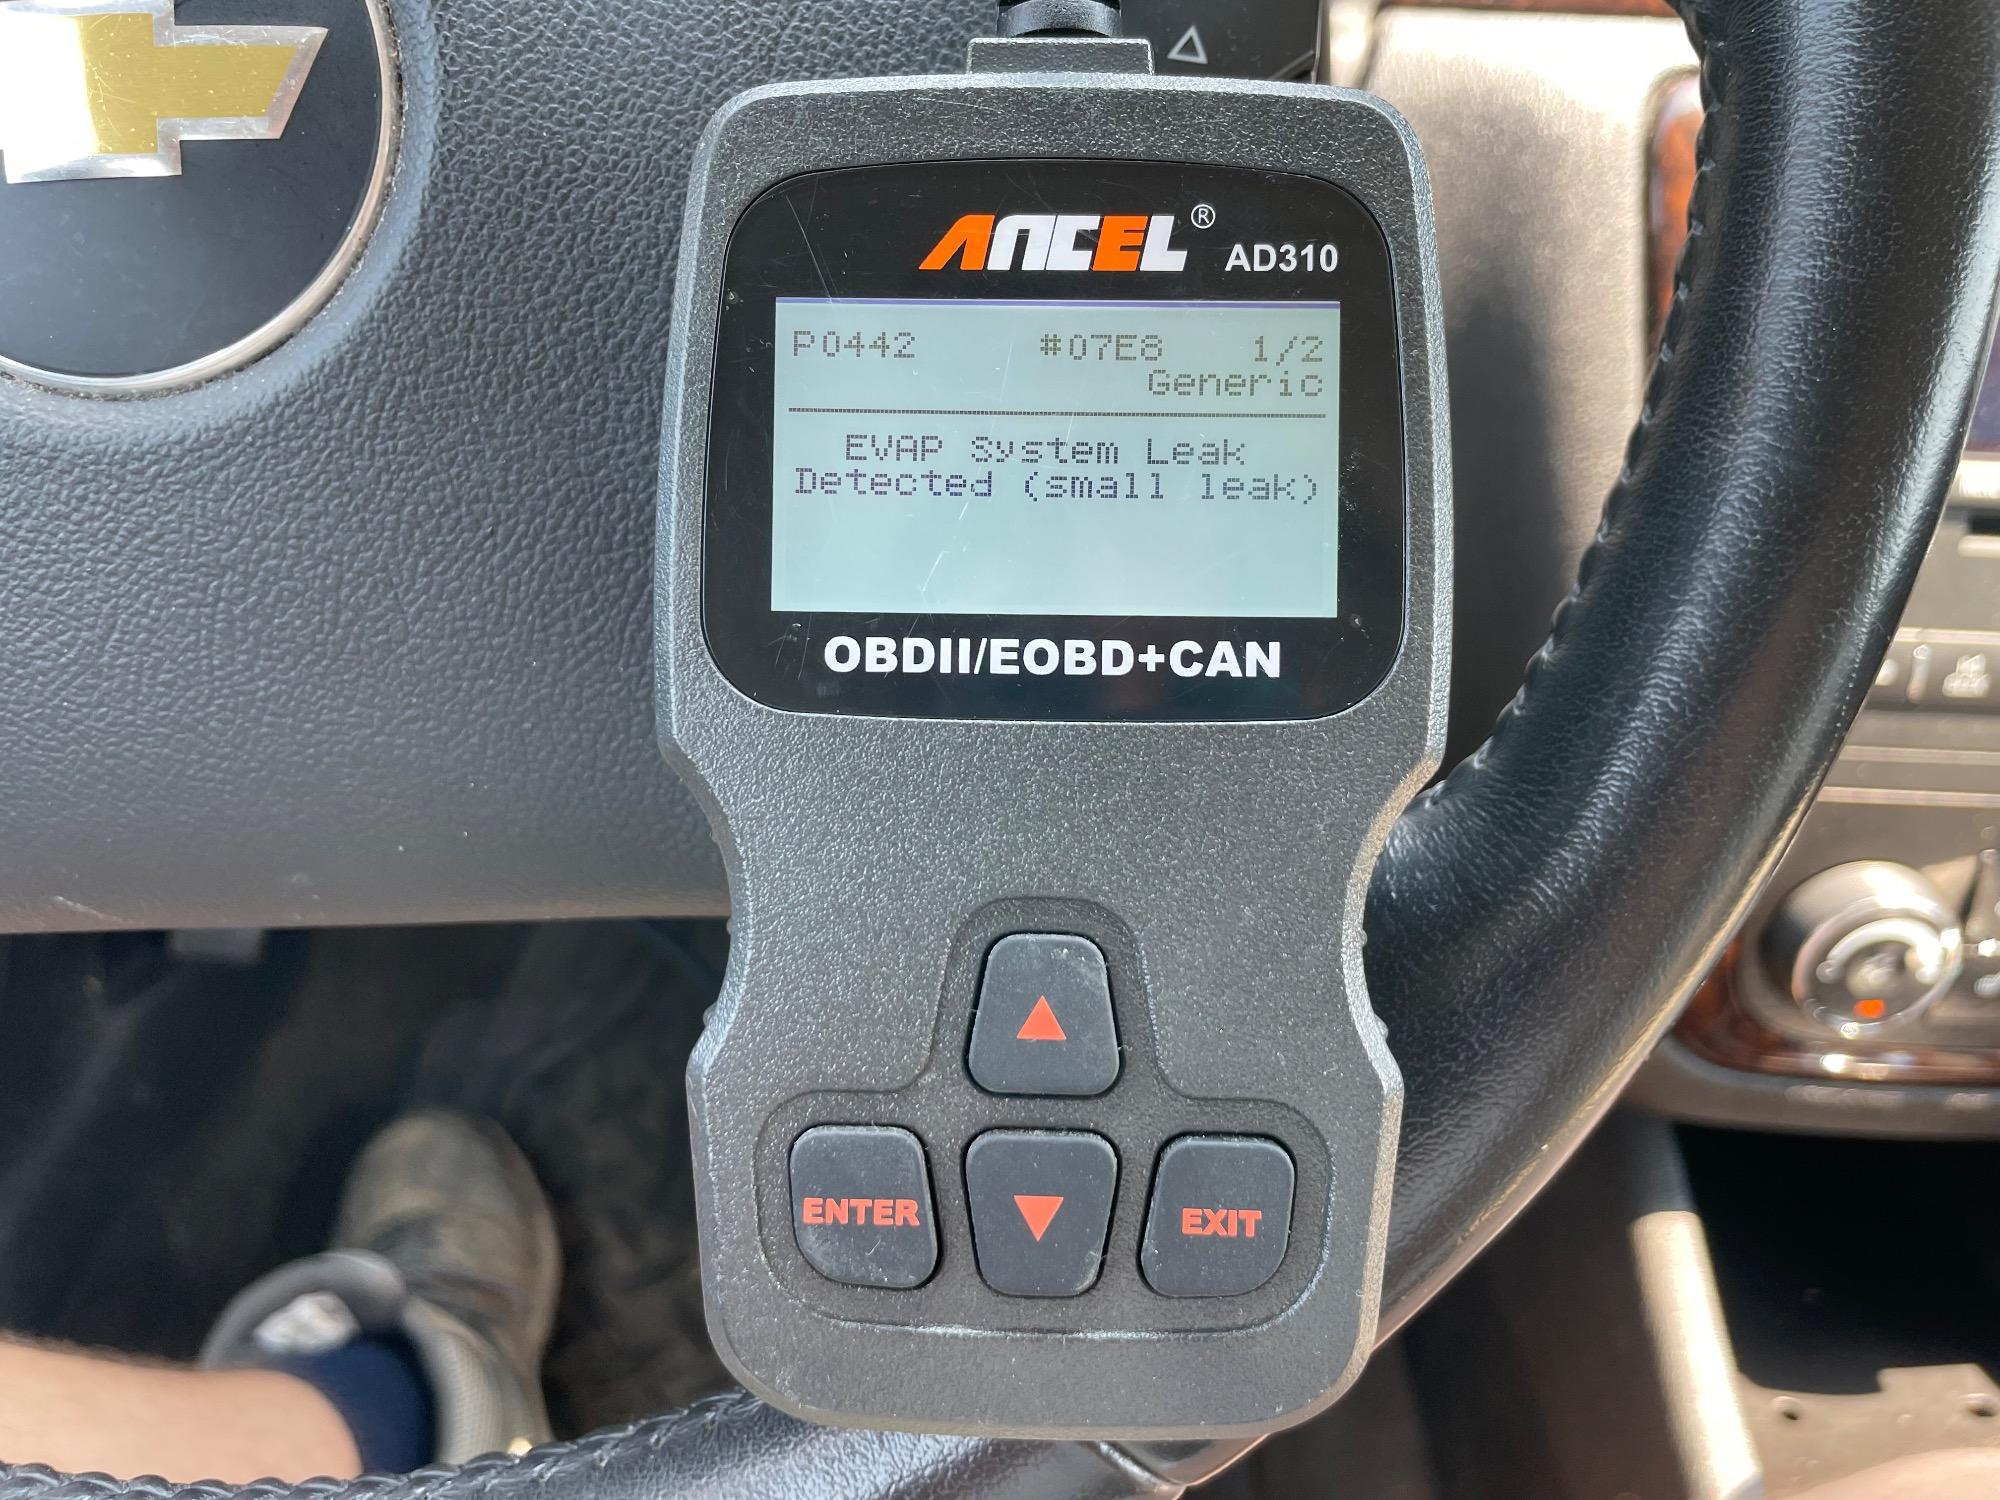 ANCEL® AD310
P0442 #07E8 1/2
Generic
EVAP System Leak
Detected (small leak)
OBDII/EOBD+CAN
ENTER
EXIT